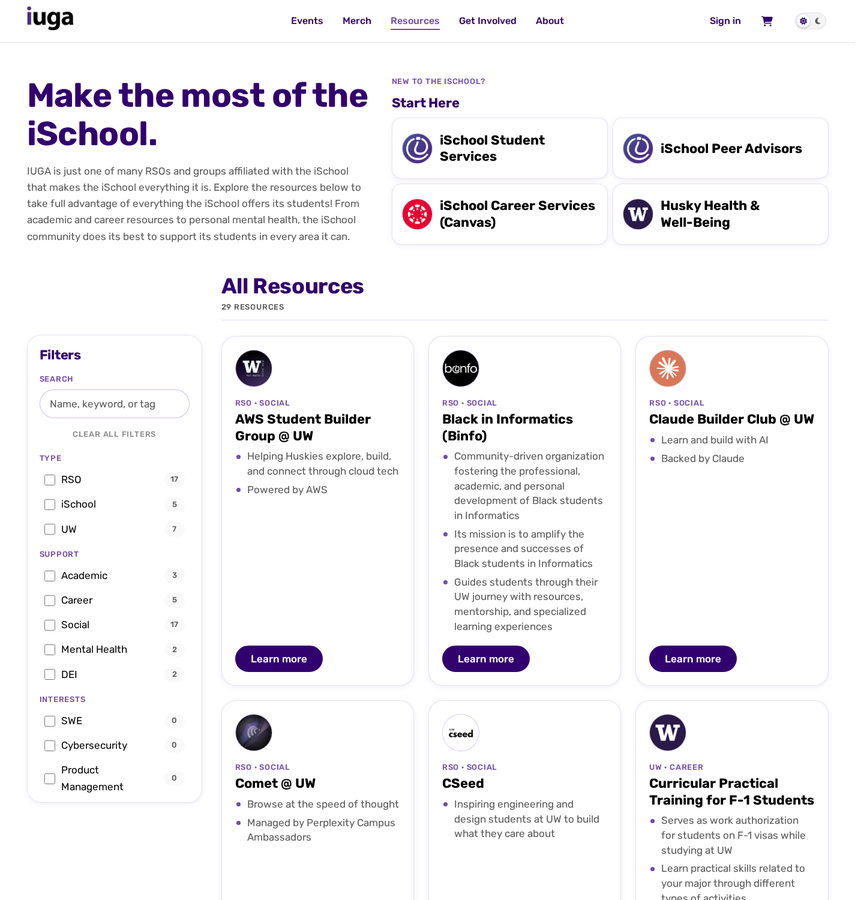 iuga
Events
Merch
Resources
Get Involved
About
Sign in
Make the most of the
iSchool.
IUGA is just one of many RSOs and groups affiliated with the iSchool
that makes the iSchool everything it is. Explore the resources below to
take full advantage of everything the iSchool offers its students! From
academic and career resources to personal mental health, the iSchool
community does its best to support its students in every area it can.
NEW TO THE ISCHOOL?
Start Here
iSchool Student
Services
iSchool Peer Advisors
iSchool Career Services
(Canvas)
W
Husky Health &
Well-Being
All Resources
29 RESOURCES
Filters
SEARCH
Name, keyword, or tag
CLEAR ALL FILTERS
TYPE
RSO 17
iSchool 5
UW 7
SUPPORT
Academic 3
Career 5
Social 17
Mental Health 2
DEI 2
INTERESTS
SWE 0
Cybersecurity 0
Product
Management 0
W
RSO • SOCIAL
AWS Student Builder
Group @ UW
Helping Huskies explore, build,
and connect through cloud tech
Powered by AWS
Learn more
binfo
RSO • SOCIAL
Black in Informatics
(Binfo)
Community-driven organization
fostering the professional,
academic, and personal
development of Black students
in Informatics
Its mission is to amplify the
presence and successes of
Black students in Informatics
Guides students through their
UW journey with resources,
mentorship, and specialized
learning experiences
Learn more
RSO • SOCIAL
Claude Builder Club @ UW
Learn and build with AI
Backed by Claude
Learn more
RSO • SOCIAL
Comet @ UW
Browse at the speed of thought
Managed by Perplexity Campus
Ambassadors
cseed
RSO • SOCIAL
CSeed
Inspiring engineering and
design students at UW to build
what they care about
W
UW • CAREER
Curricular Practical
Training for F-1 Students
Serves as work authorization
for students on F-1 visas while
studying at UW
Learn practical skills related to
your major through different
types of activities